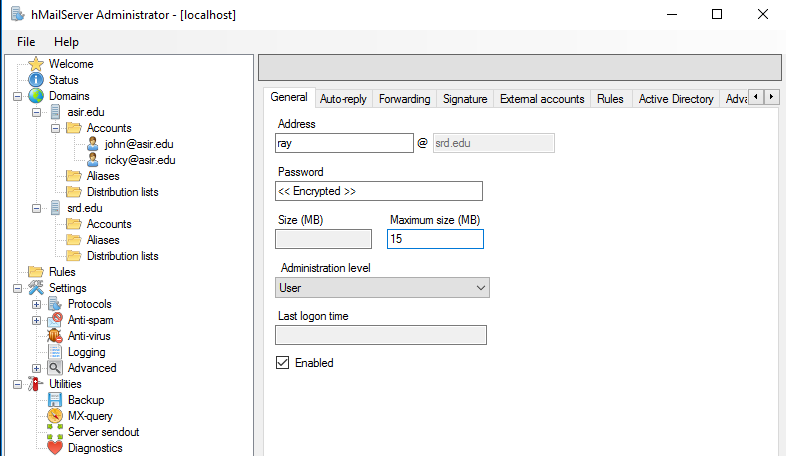 hMailServer Administrator - [localhost]
File Help
Welcome
Status
Domains
asir.edu
Accounts
john@asir.edu
ricky@asir.edu
Aliases
Distribution lists
srd.edu
Accounts
Aliases
Distribution lists
Rules
Settings
Protocols
Anti-spam
Anti-virus
Logging
Advanced
Utilities
Backup
MX-query
Server sendout
Diagnostics
General Auto-reply Forwarding Signature External accounts Rules Active Directory Adva
Address
ray @ srd.edu
Password
<< Encrypted >>
Size (MB) Maximum size (MB)
15
Administration level
User
Last logon time
Enabled